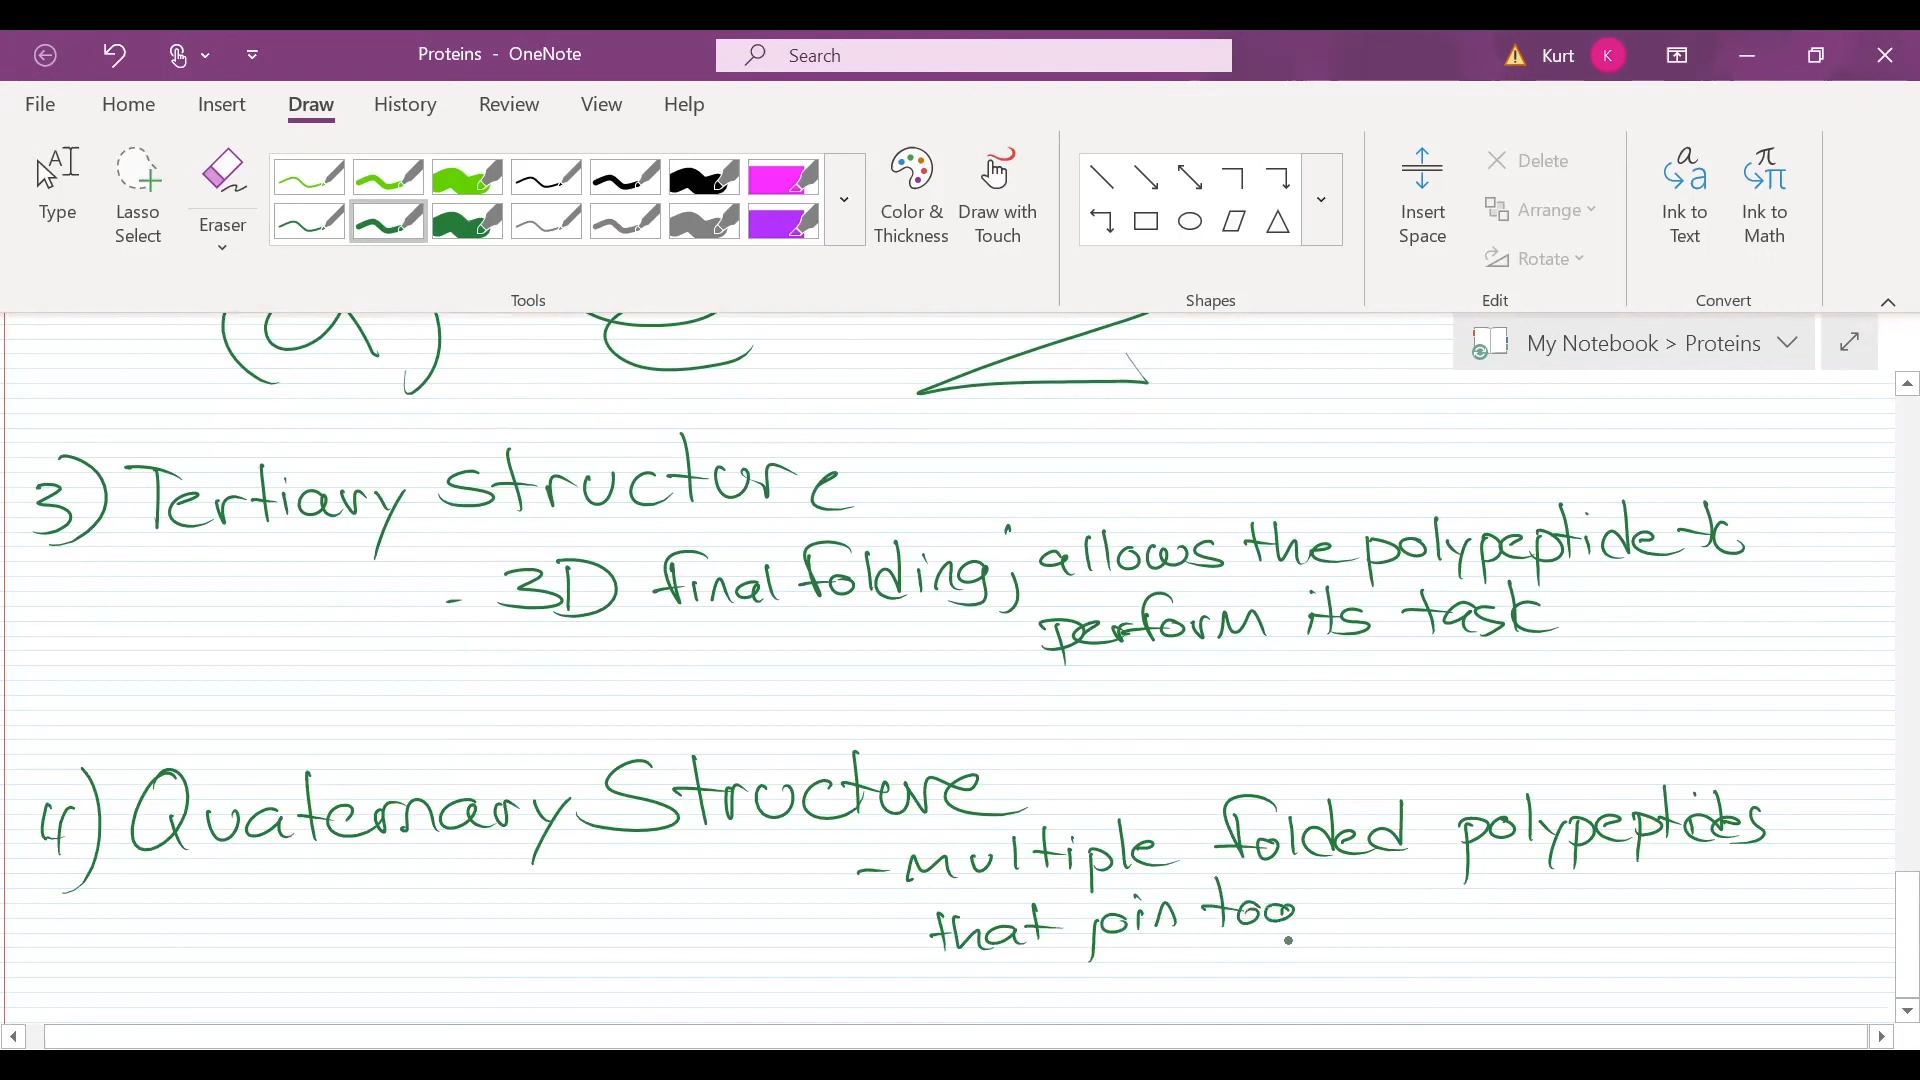 Proteins - OneNote
Search
Kurt
K
File Home Insert Draw History Review View Help
Type
Lasso Select
Eraser
Color & Thickness
Draw with Touch
Insert Space
Delete
Arrange
Rotate
Ink to Text
Ink to Math
Tools
Shapes
Edit
Convert
My Notebook > Proteins
3) Tertiary structure
- 3D final folding; allows the polypeptide to
perform its task
4) Quaternary Structure
- multiple folded polypeptides
that join too